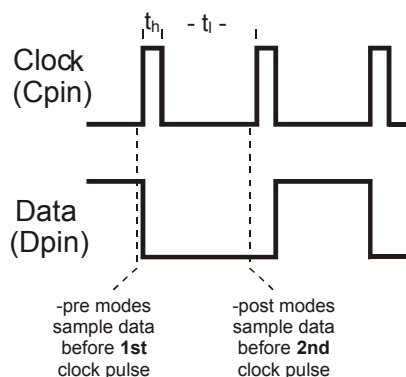 th - tl -
Clock
(Cpin)
Data
(Dpin)
-pre modes
sample data
before 1st
clock pulse
-post modes
sample data
before 2nd
clock pulse